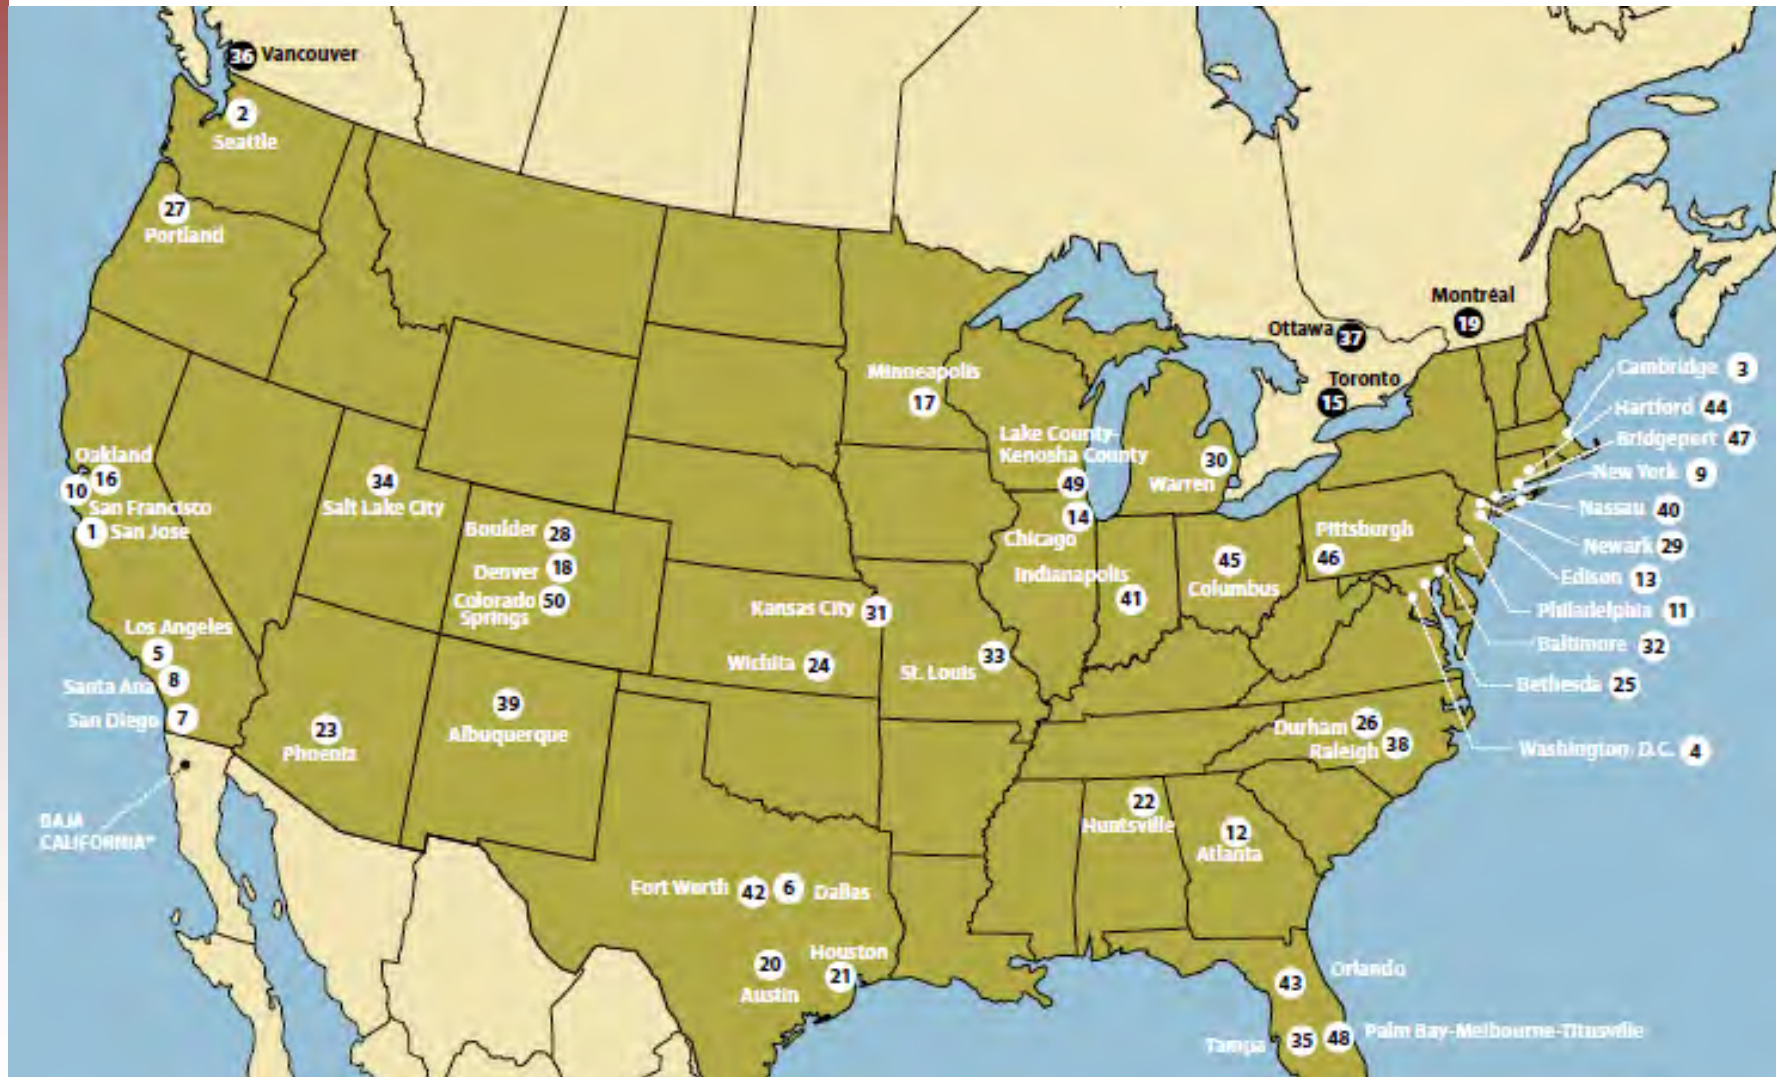 36 Vancouver
2
Seattle
27
Portland
Montréal
19
Ottawa 37
Toronto
15
Minneapolis
17
Cambridge 3
Hartford 44
Bridgeport 47
New York 9
Nassau 40
Newark 29
Edison 13
Philadelphia 11
Baltimore 32
Bethesda 25
Washington, D.C. 4
Lake County-
Kenosha County
49
30
Warren
14
Chicago
Oakland
16
10
San Francisco
1 San Jose
34
Salt Lake City
Boulder 28
Denver 18
Colorado 50
Springs
Pittsburgh
46
45
Columbus
Indianapolis
41
Kansas City 31
Wichita 24
St. Louis 33
Los Angeles
5
Santa Ana 8
San Diego 7
23
Phoenix
39
Albuquerque
Durham 26
Raleigh 38
22
Huntsville
12
Atlanta
BAJA
CALIFORNIA*
Fort Worth 42 6 Dallas
20
Austin
Houston
21
43 Orlando
Tampa 35 48 Palm Bay-Melbourne-Titusville